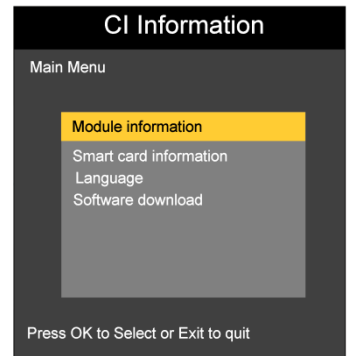 CI Information
Main Menu
Module information
Smart card information
Language
Software download
Press OK to Select or Exit to quit